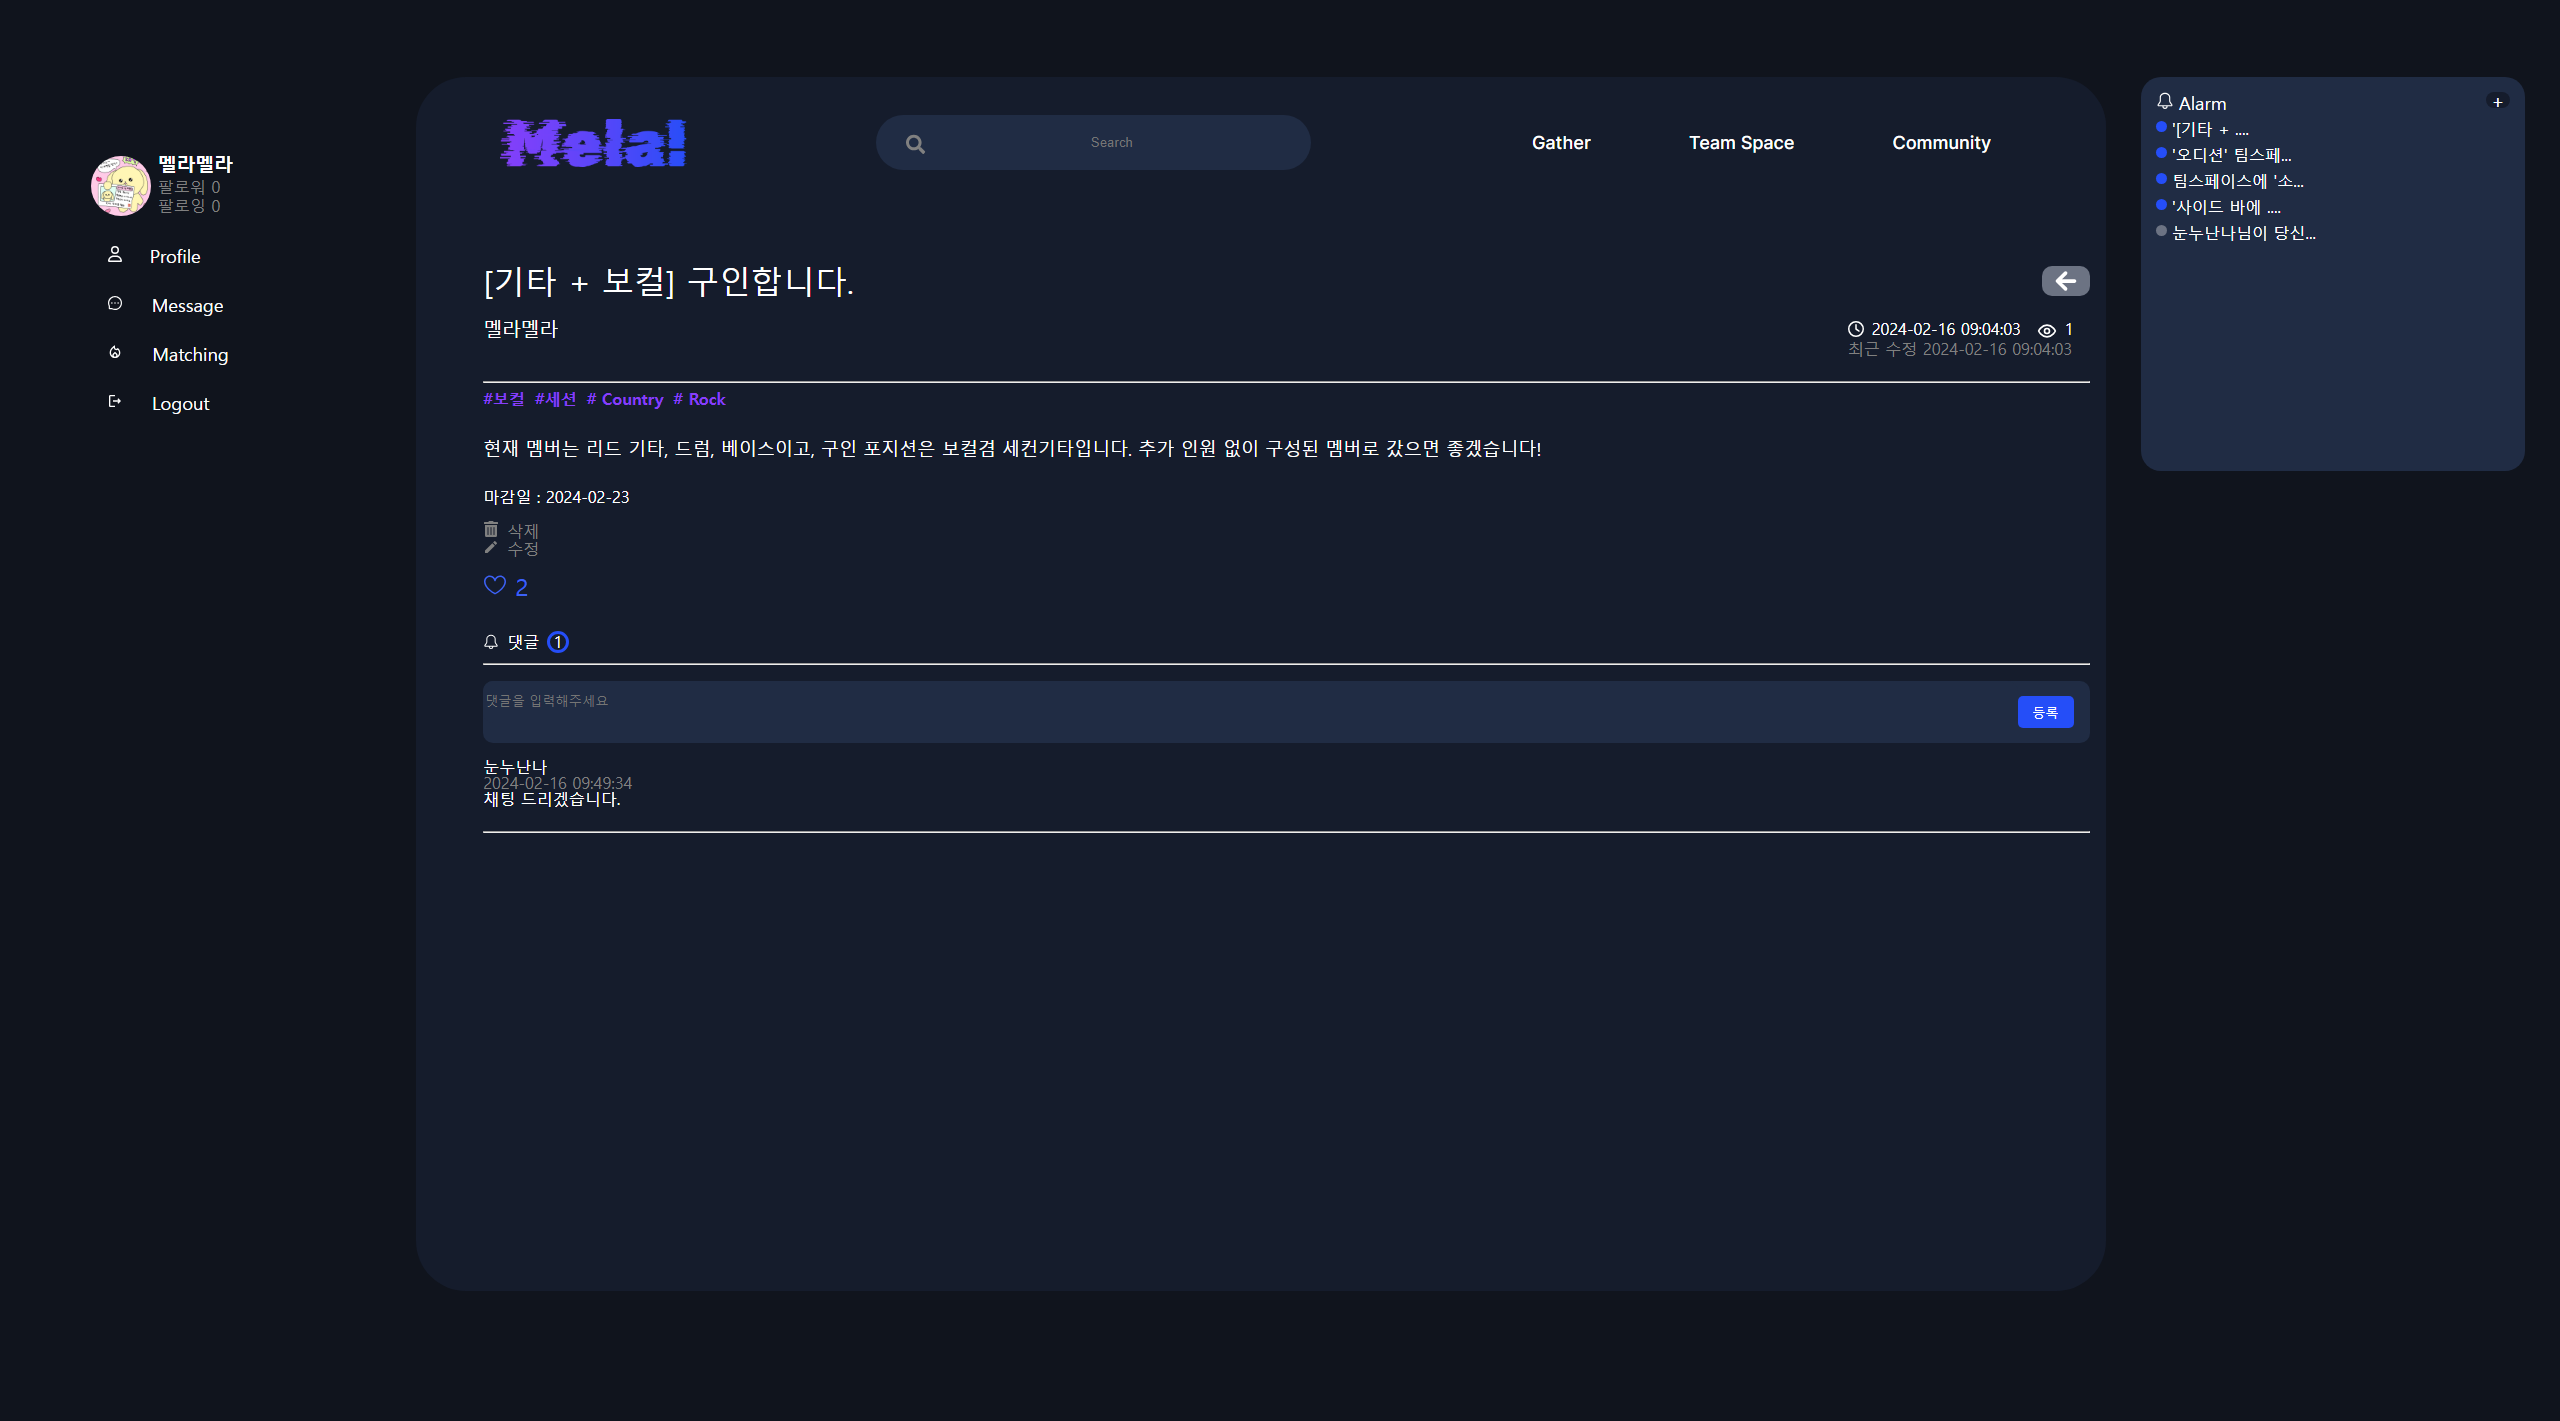 멜라멜라
팔로워 0
팔로잉 0
Profile
Message
Matching
Logout
Mela!
Search
Gather
Team Space
Community
[기타 + 보컬] 구인합니다.
멜라멜라
2024-02-16 09:04:03 1
최근 수정 2024-02-16 09:04:03
#보컬 #세션 # Country # Rock
현재 멤버는 리드 기타, 드럼, 베이스이고, 구인 포지션은 보컬겸 세컨기타입니다. 추가 인원 없이 구성된 멤버로 갔으면 좋겠습니다!
마감일 : 2024-02-23
삭제
수정
2
댓글 1
댓글을 입력해주세요
등록
눈누난나
2024-02-16 09:49:34
채팅 드리겠습니다.
Alarm +
'[기타 + ....
'오디션' 팀스페...
팀스페이스에 '소...
'사이드 바에 ....
눈누난나님이 당신...